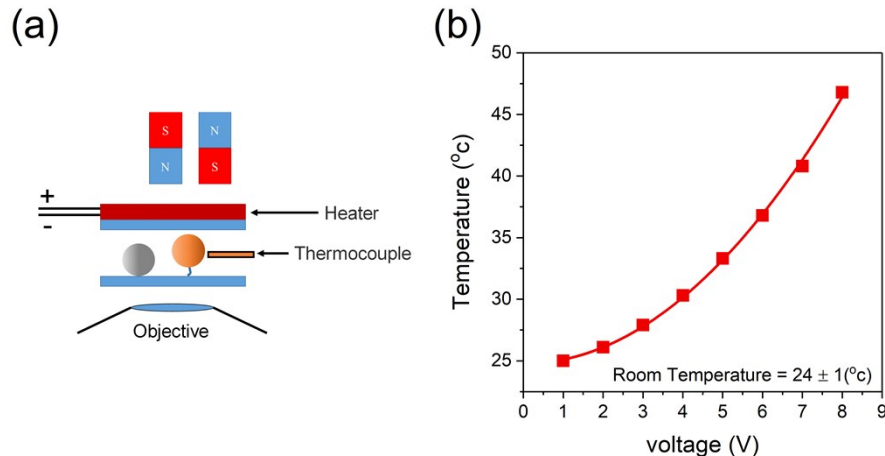 (a)
S N
N S
+
-
Heater
Thermocouple
Objective
(b)
Temperature (°c)
50
45
40
35
30
25
Room Temperature = 24 ± 1(°c)
0 1 2 3 4 5 6 7 8 9
voltage (V)